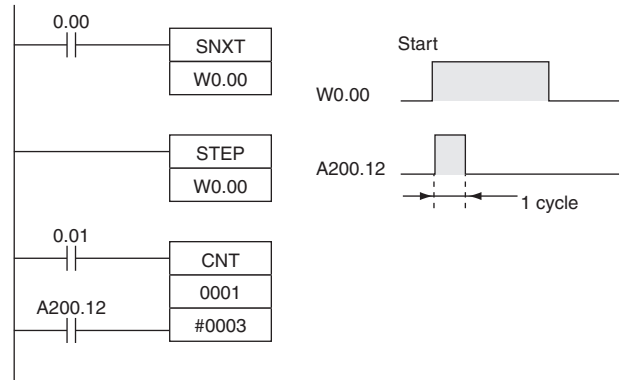 0.00
SNXT
W0.00
STEP
W0.00
0.01
CNT
0001
A200.12
#0003
Start
W0.00
A200.12
1 cycle